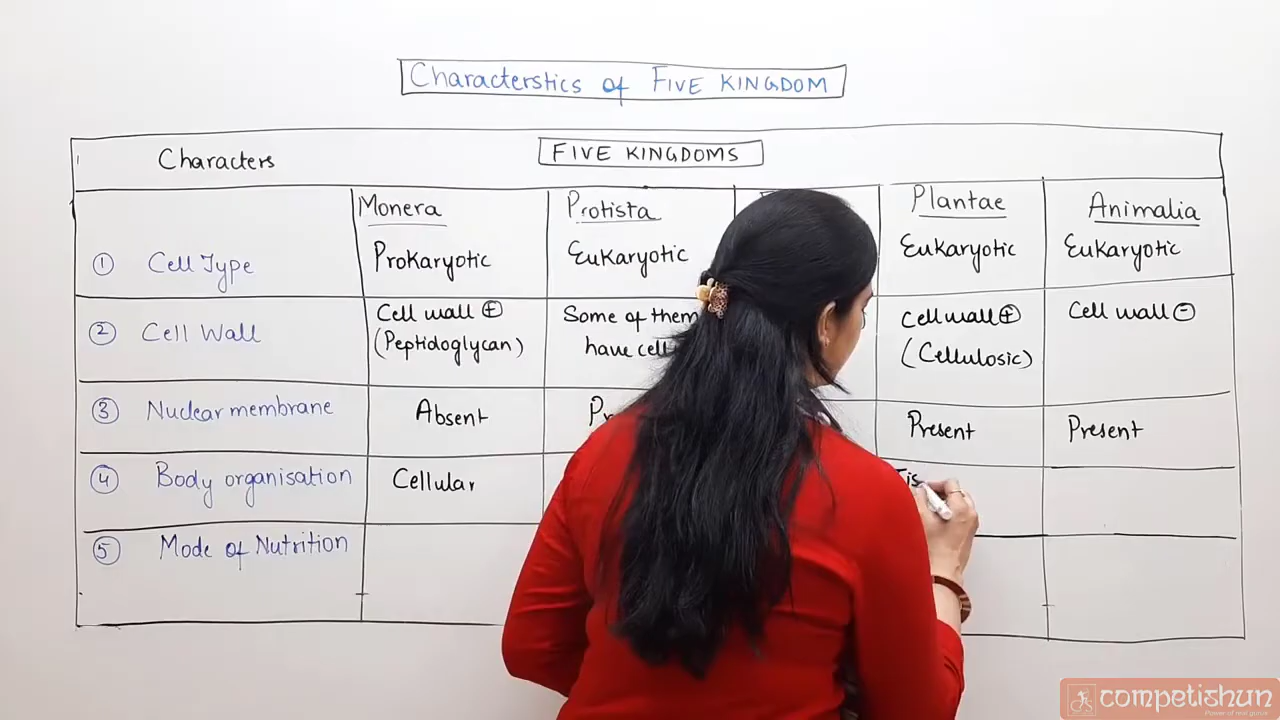 Characterstics of FIVE KINGDOM
Characters FIVE KINGDOMS
Monera Protista Plantae Animalia
① Cell Type Prokaryotic Eukaryotic Eukaryotic Eukaryotic
② Cell Wall Cell wall ⊕ Some of them Cell wall ⊕ Cell wall ⊖
(Peptidoglycan) have cell (Cellulosic)
③ Nuclear membrane Absent Present Present
④ Body organisation Cellular
⑤ Mode of Nutrition
competishun